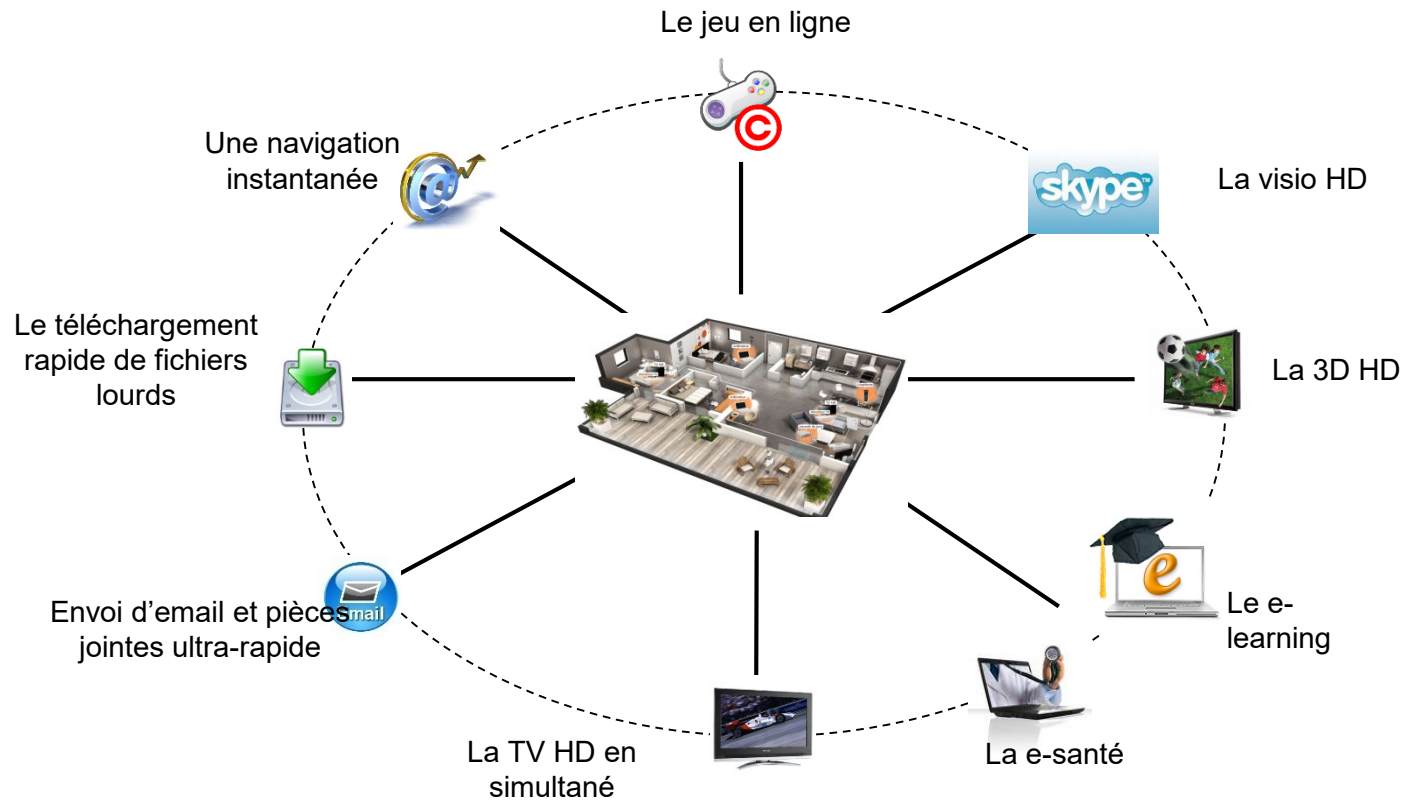 Le jeu en ligne
©
Une navigation
instantanée
@
skype™
La visio HD
Le téléchargement
rapide de fichiers
lourds
La 3D HD
Envoi d’email et pièces
jointes ultra-rapide
email
e
Le e-
learning
La TV HD en
simultané
La e-santé